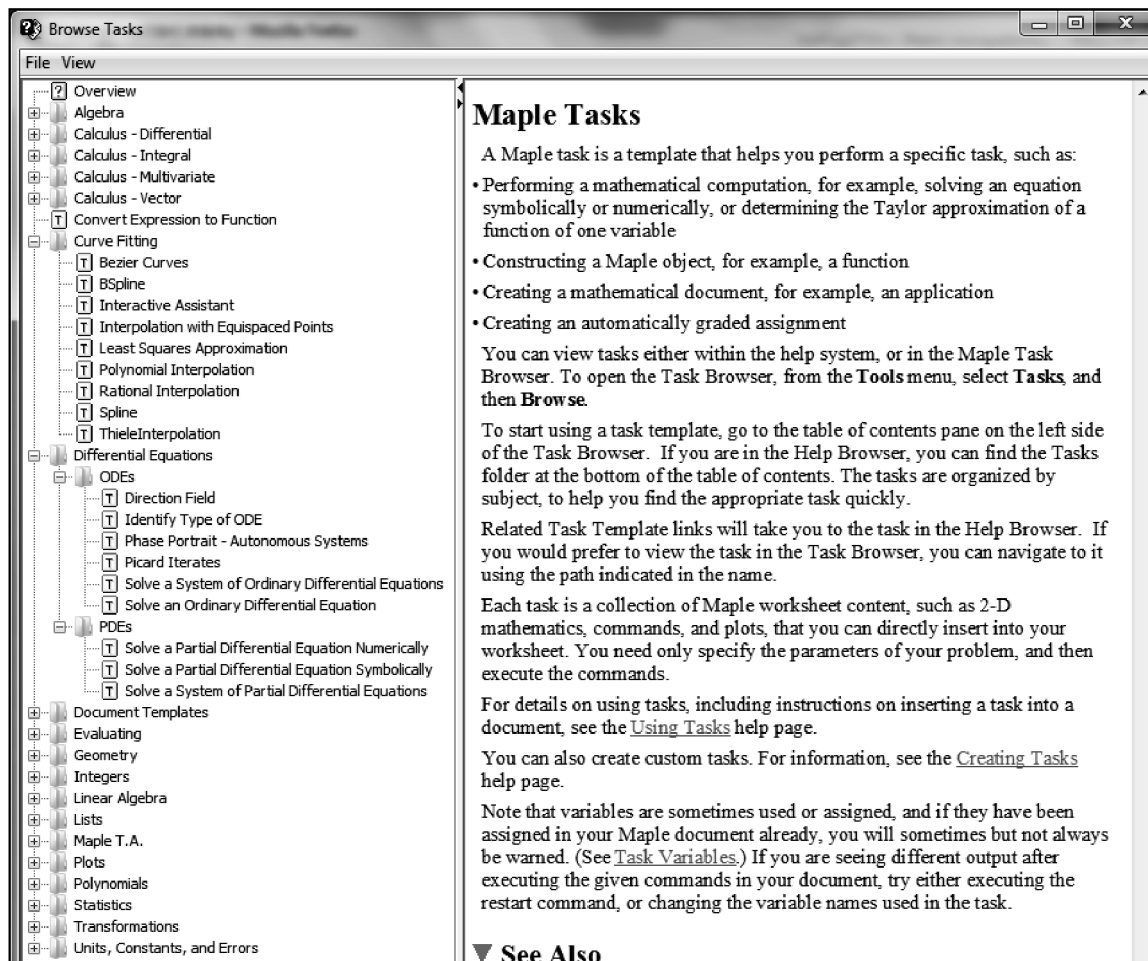 Browse Tasks
File View
Overview
Algebra
Calculus - Differential
Calculus - Integral
Calculus - Multivariate
Calculus - Vector
Convert Expression to Function
Curve Fitting
Bezier Curves
BSpline
Interactive Assistant
Interpolation with Equispaced Points
Least Squares Approximation
Polynomial Interpolation
Rational Interpolation
Spline
ThieleInterpolation
Differential Equations
ODEs
Direction Field
Identify Type of ODE
Phase Portrait - Autonomous Systems
Picard Iterates
Solve a System of Ordinary Differential Equations
Solve an Ordinary Differential Equation
PDEs
Solve a Partial Differential Equation Numerically
Solve a Partial Differential Equation Symbolically
Solve a System of Partial Differential Equations
Document Templates
Evaluating
Geometry
Integers
Linear Algebra
Lists
Maple T.A.
Plots
Polynomials
Statistics
Transformations
Units, Constants, and Errors
Maple Tasks
A Maple task is a template that helps you perform a specific task, such as:
• Performing a mathematical computation, for example, solving an equation
symbolically or numerically, or determining the Taylor approximation of a
function of one variable
• Constructing a Maple object, for example, a function
• Creating a mathematical document, for example, an application
• Creating an automatically graded assignment
You can view tasks either within the help system, or in the Maple Task
Browser. To open the Task Browser, from the Tools menu, select Tasks, and
then Browse.
To start using a task template, go to the table of contents pane on the left side
of the Task Browser. If you are in the Help Browser, you can find the Tasks
folder at the bottom of the table of contents. The tasks are organized by
subject, to help you find the appropriate task quickly.
Related Task Template links will take you to the task in the Help Browser. If
you would prefer to view the task in the Task Browser, you can navigate to it
using the path indicated in the name.
Each task is a collection of Maple worksheet content, such as 2-D
mathematics, commands, and plots, that you can directly insert into your
worksheet. You need only specify the parameters of your problem, and then
execute the commands.
For details on using tasks, including instructions on inserting a task into a
document, see the Using Tasks help page.
You can also create custom tasks. For information, see the Creating Tasks
help page.
Note that variables are sometimes used or assigned, and if they have been
assigned in your Maple document already, you will sometimes but not always
be warned. (See Task Variables.) If you are seeing different output after
executing the given commands in your document, try either executing the
restart command, or changing the variable names used in the task.
See Also